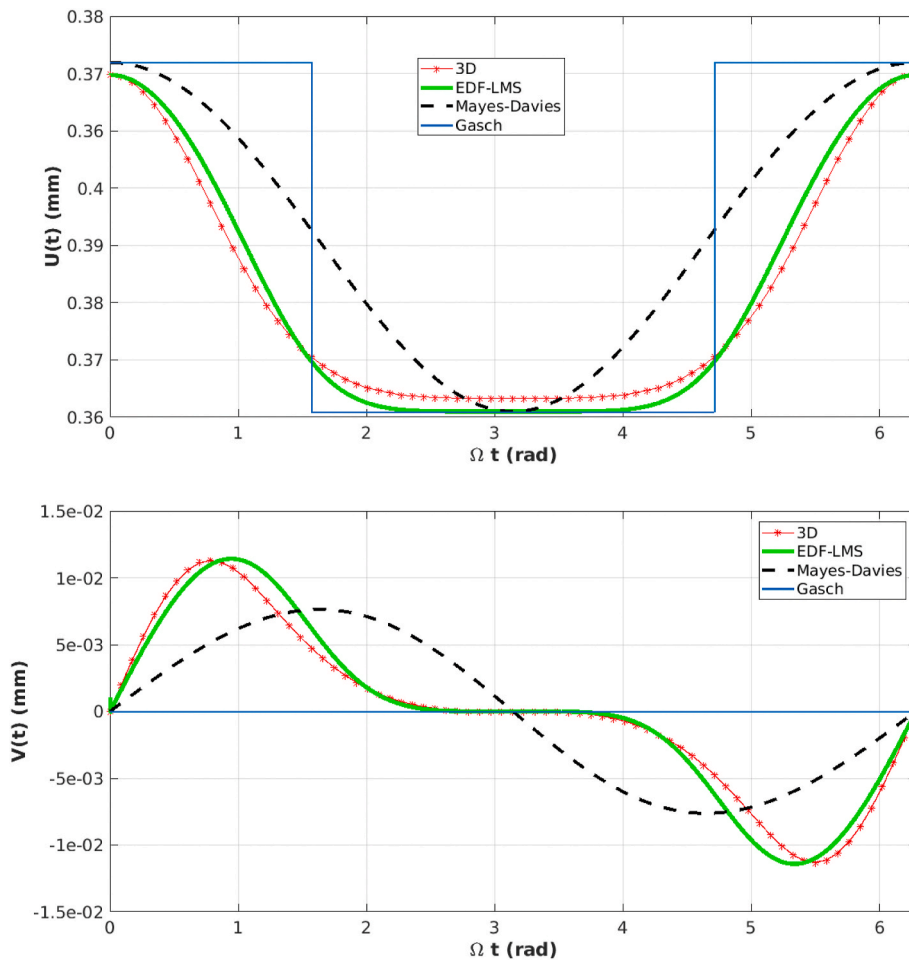 0.38
0.37
0.36
0.4
0.39
0.38
0.37
0.36
U(t) (mm)
3D
EDF-LMS
Mayes-Davies
Gasch
0 1 2 3 4 5 6
Ω t (rad)
1.5e-02
1e-02
5e-03
0
-5e-03
-1e-02
-1.5e-02
V(t) (mm)
3D
EDF-LMS
Mayes-Davies
Gasch
0 1 2 3 4 5 6
Ω t (rad)